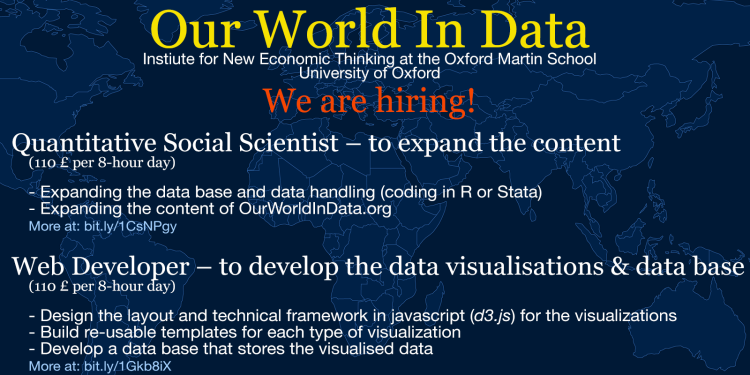 Our World In Data
Instiute for New Economic Thinking at the Oxford Martin School
University of Oxford
We are hiring!
Quantitative Social Scientist – to expand the content
(110 £ per 8-hour day)
- Expanding the data base and data handling (coding in R or Stata)
- Expanding the content of OurWorldInData.org
More at: bit.ly/1CsNPgy
Web Developer – to develop the data visualisations & data base
(110 £ per 8-hour day)
- Design the layout and technical framework in javascript (d3.js) for the visualizations
- Build re-usable templates for each type of visualization
- Develop a data base that stores the visualised data
More at: bit.ly/1Gkb8iX